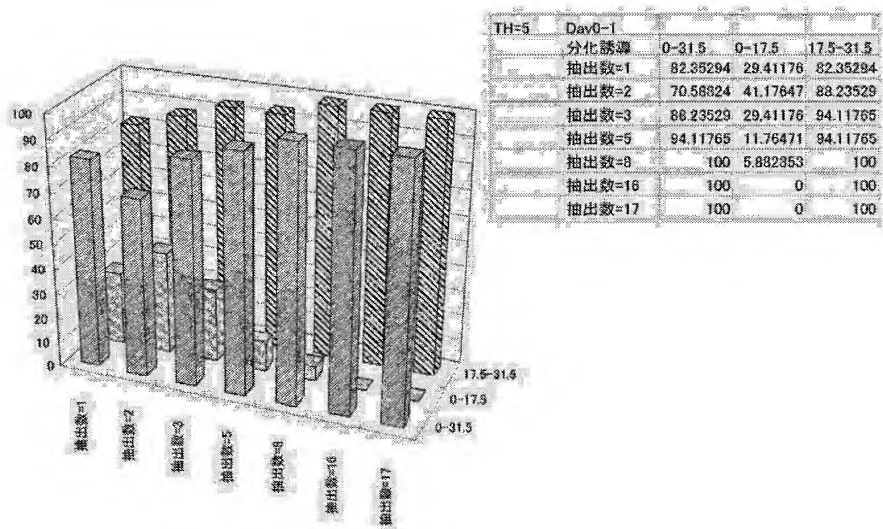 TH=5 Day0-1
分化誘導 0-31.5 0-17.5 17.5-31.5
抽出数=1 82.35294 29.41176 82.35294
抽出数=2 70.58824 41.17647 88.23529
抽出数=3 88.23529 29.41176 94.11765
抽出数=5 94.11765 11.76471 94.11765
抽出数=8 100 5.882353 100
抽出数=16 100 0 100
抽出数=17 100 0 100
100
90
80
70
60
50
40
30
20
10
0
17.5-31.5
0-17.5
0-31.5
抽出数=1
抽出数=2
抽出数=3
抽出数=5
抽出数=8
抽出数=16
抽出数=17